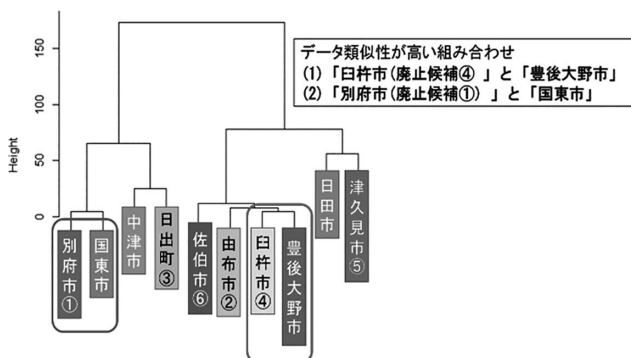 150
100
50
0
Height
データ類似性が高い組み合わせ
(1) 「臼杵市(廃止候補④ 」と「豊後大野市」
(2) 「別府市(廃止候補①) 」と「国東市」
別府市①
国東市
中津市
日出町③
佐伯市⑥
由布市②
臼杵市④
豊後大野市
日田市
津久見市⑤